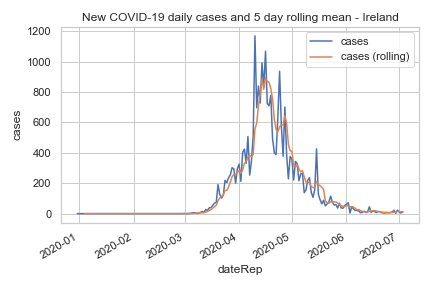 New COVID-19 daily cases and 5 day rolling mean - Ireland
cases
cases (rolling)
1200
1000
800
600
400
200
0
cases
2020-01
2020-02
2020-03
2020-04
2020-05
2020-06
2020-07
dateRep